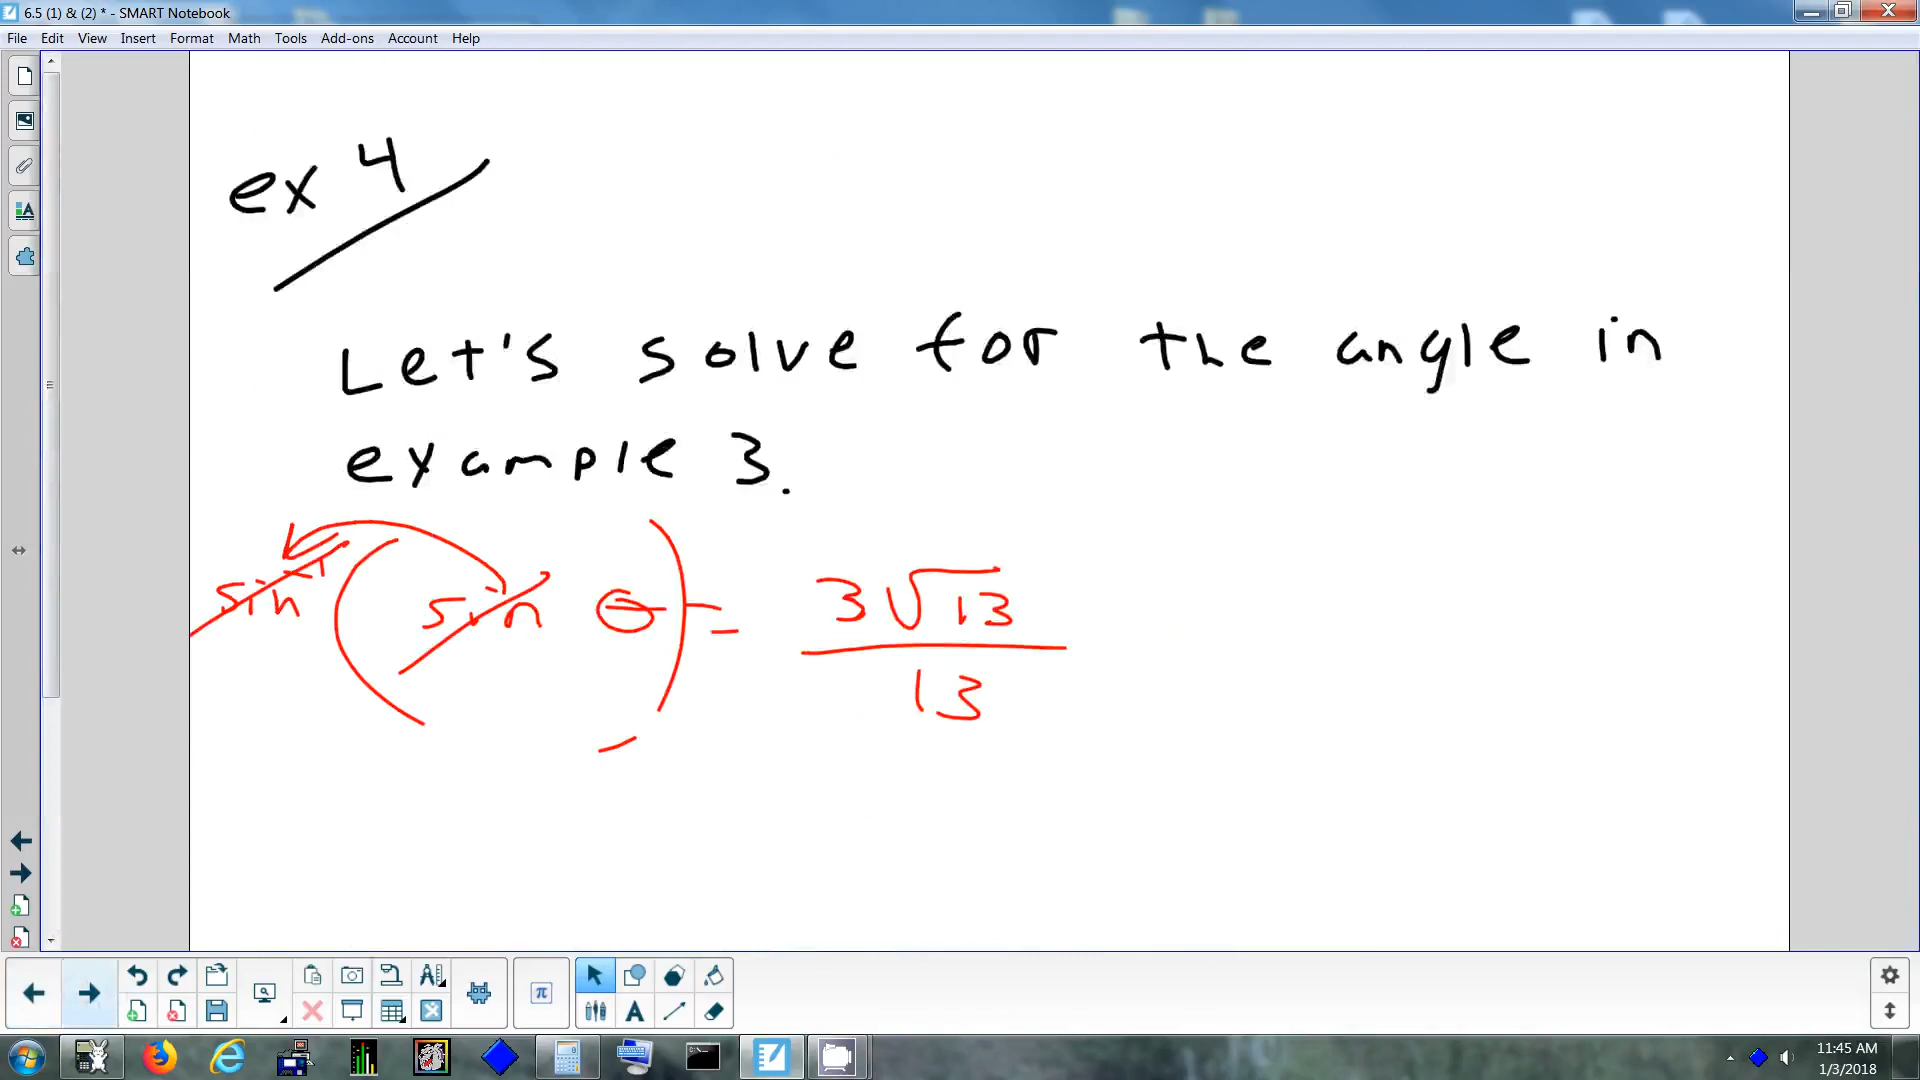 6.5 (1) & (2) * - SMART Notebook
File Edit View Insert Format Math Tools Add-ons Account Help
ex 4
Let's solve for the angle in
example 3.
sin⁻¹(sin θ) = 3√13
13
π
A
11:45 AM
1/3/2018